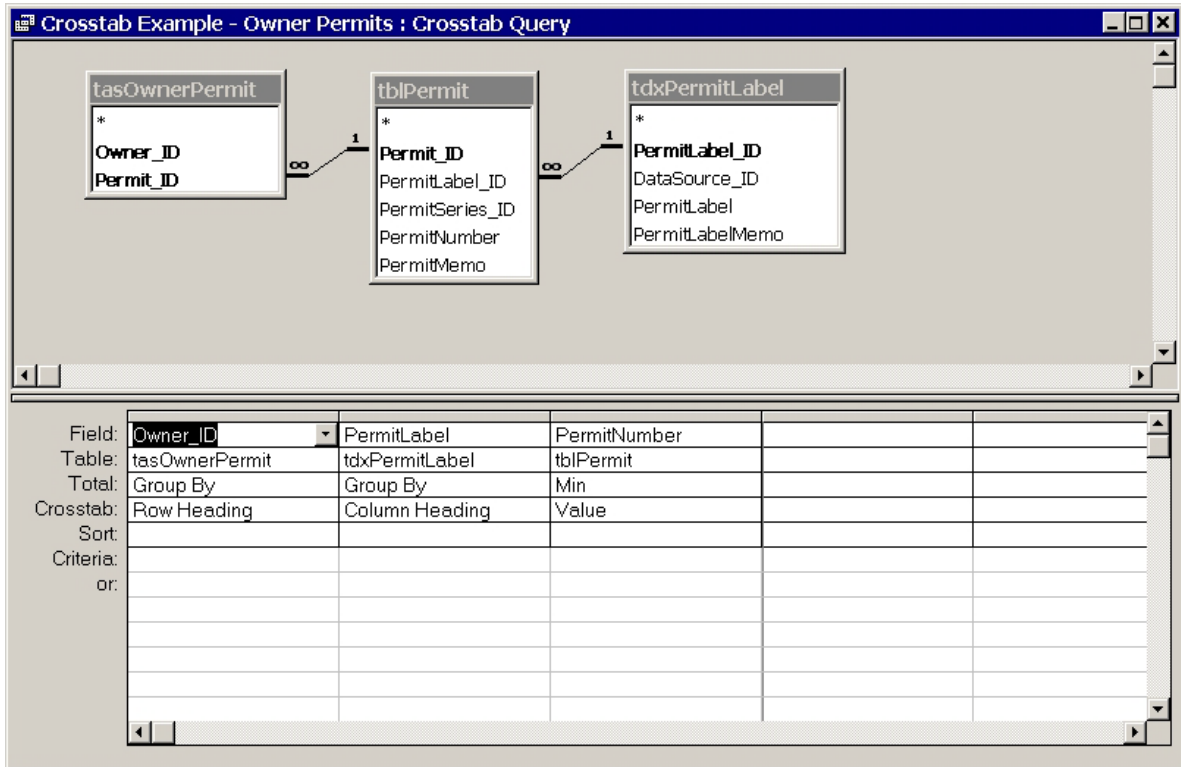 Crosstab Example - Owner Permits : Crosstab Query
tasOwnerPermit
*
Owner_ID
Permit_ID
∞
1
tblPermit
*
Permit_ID
PermitLabel_ID
PermitSeries_ID
PermitNumber
PermitMemo
∞
1
tdxPermitLabel
*
PermitLabel_ID
DataSource_ID
PermitLabel
PermitLabelMemo
Field: Owner_ID PermitLabel PermitNumber
Table: tasOwnerPermit tdxPermitLabel tblPermit
Total: Group By Group By Min
Crosstab: Row Heading Column Heading Value
Sort:
Criteria:
or: